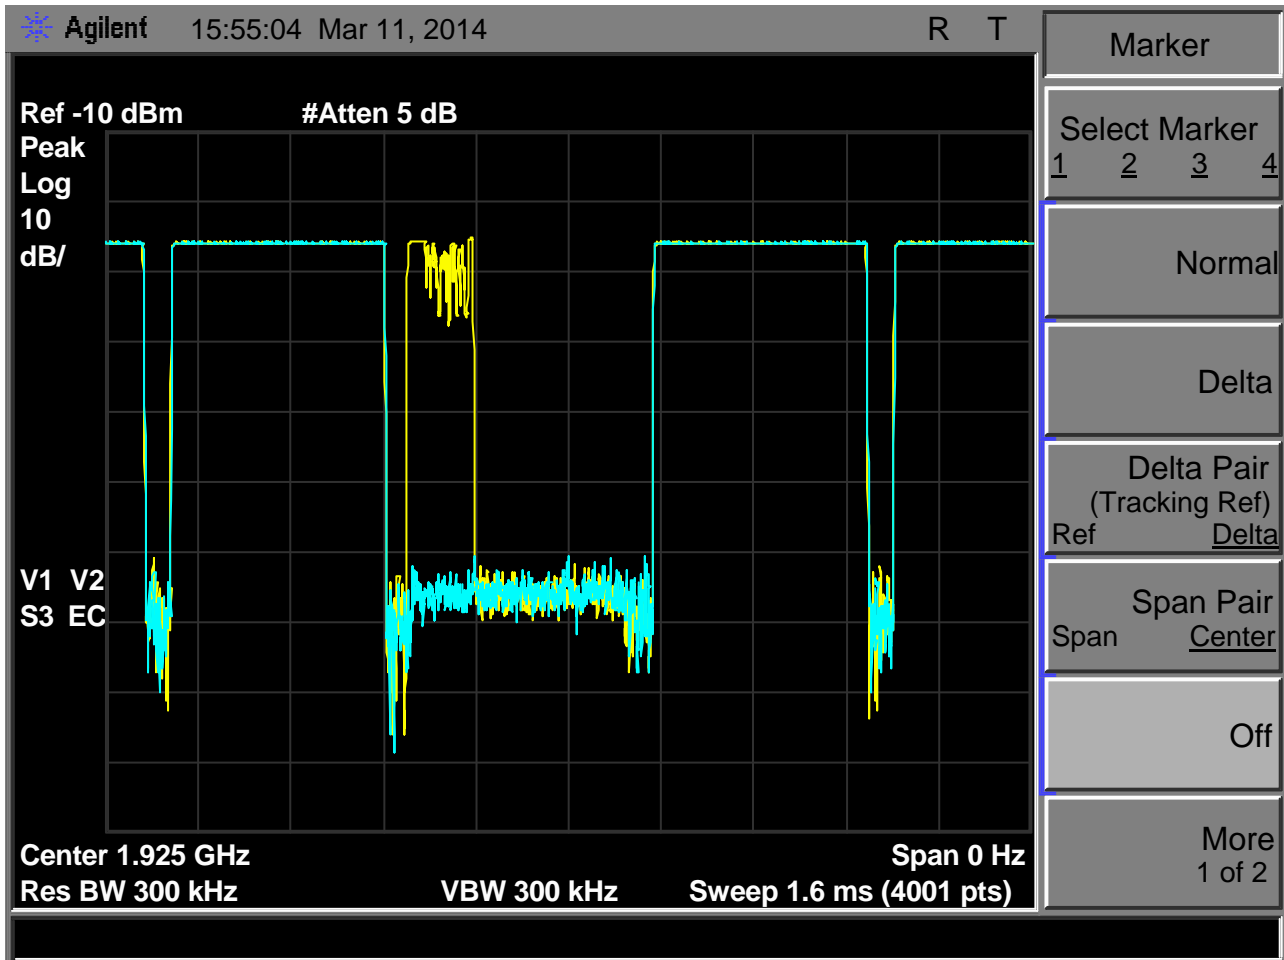 Agilent 15:55:04 Mar 11, 2014 R T
Ref -10 dBm #Atten 5 dB
Peak
Log
10
dB/
V1 V2
S3 EC
Center 1.925 GHz Span 0 Hz
Res BW 300 kHz VBW 300 kHz Sweep 1.6 ms (4001 pts)
Marker
Select Marker
1 2 3 4
Normal
Delta
Delta Pair
(Tracking Ref)
Ref Delta
Span Pair
Span Center
Off
More
1 of 2